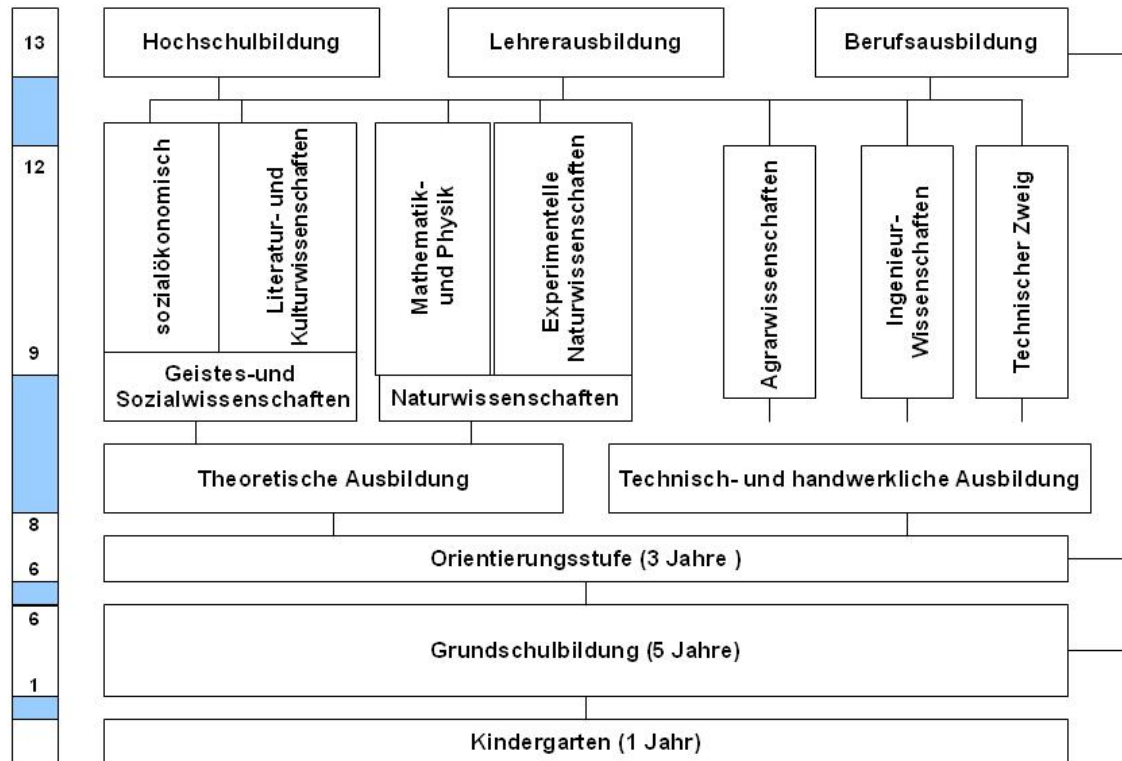 13
Hochschulbildung
Lehrerausbildung
Berufsausbildung
12
sozialökonomisch
Literatur- und
Kulturwissenschaften
Mathematik-
und Physik
Experimentelle
Naturwissenschaften
Agrarwissenschaften
Ingenieur-
Wissenschaften
Technischer Zweig
9
Geistes-und
Sozialwissenschaften
Naturwissenschaften
Theoretische Ausbildung
Technisch- und handwerkliche Ausbildung
8
6
Orientierungsstufe (3 Jahre )
6
1
Grundschulbildung (5 Jahre)
Kindergarten (1 Jahr)